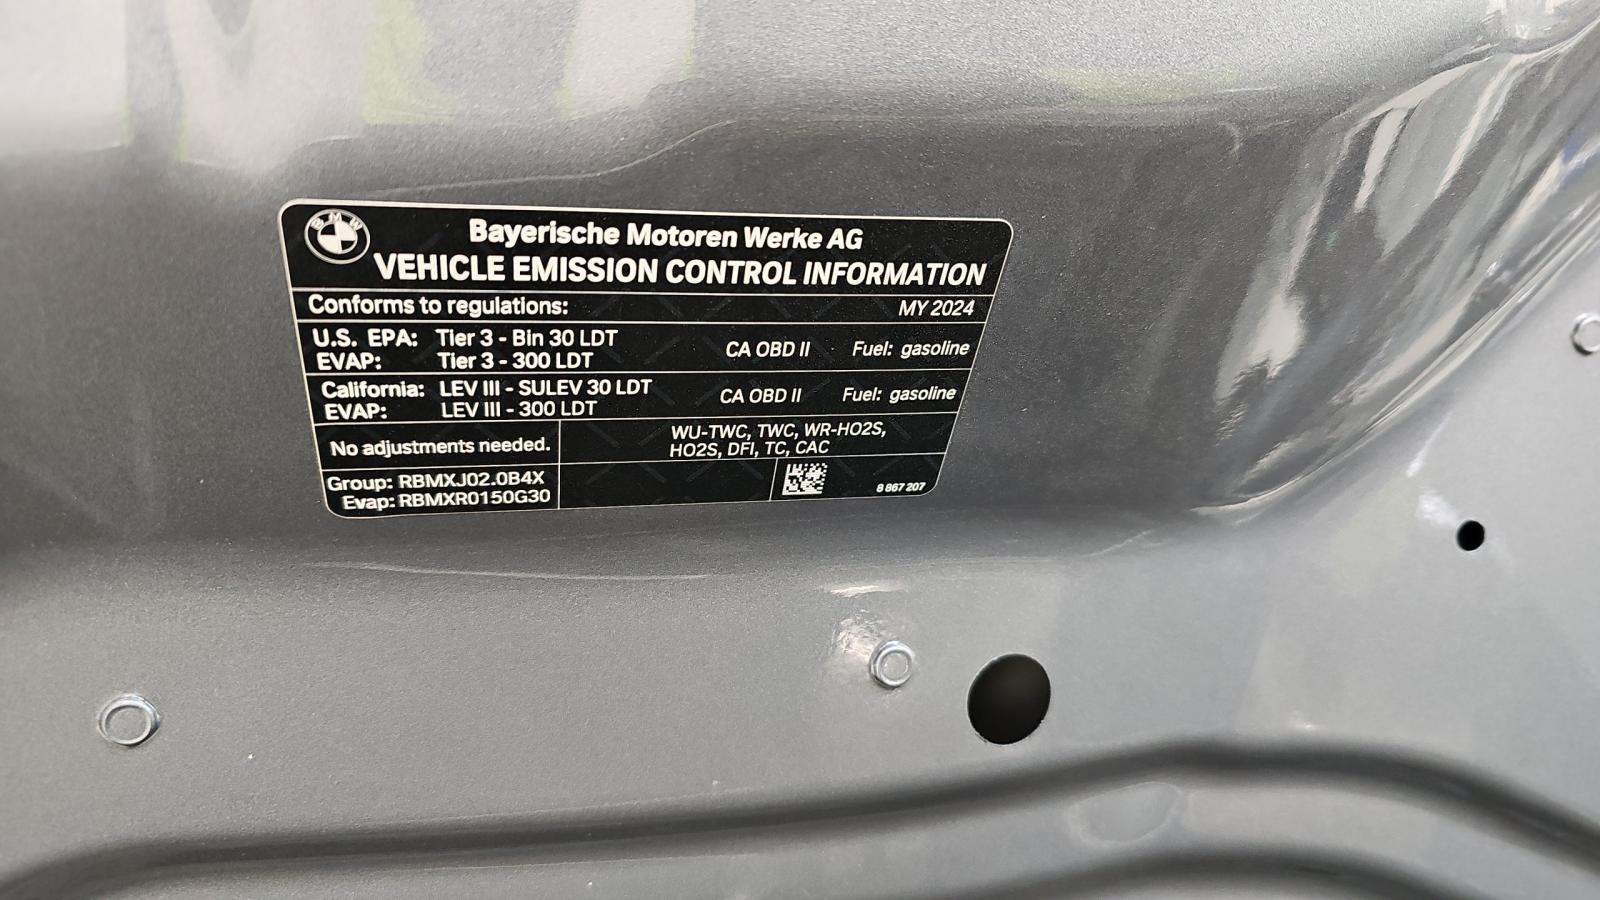 BMW
Bayerische Motoren Werke AG
VEHICLE EMISSION CONTROL INFORMATION
Conforms to regulations: MY 2024
U.S. EPA: Tier 3 - Bin 30 LDT
EVAP: Tier 3 - 300 LDT
CA OBD II Fuel: gasoline
California: LEV III - SULEV 30 LDT
EVAP: LEV III - 300 LDT
CA OBD II Fuel: gasoline
No adjustments needed.
WU-TWC, TWC, WR-HO2S,
HO2S, DFI, TC, CAC
Group: RBMXJ02.0B4X
Evap: RBMXR0150G30
8 867 207